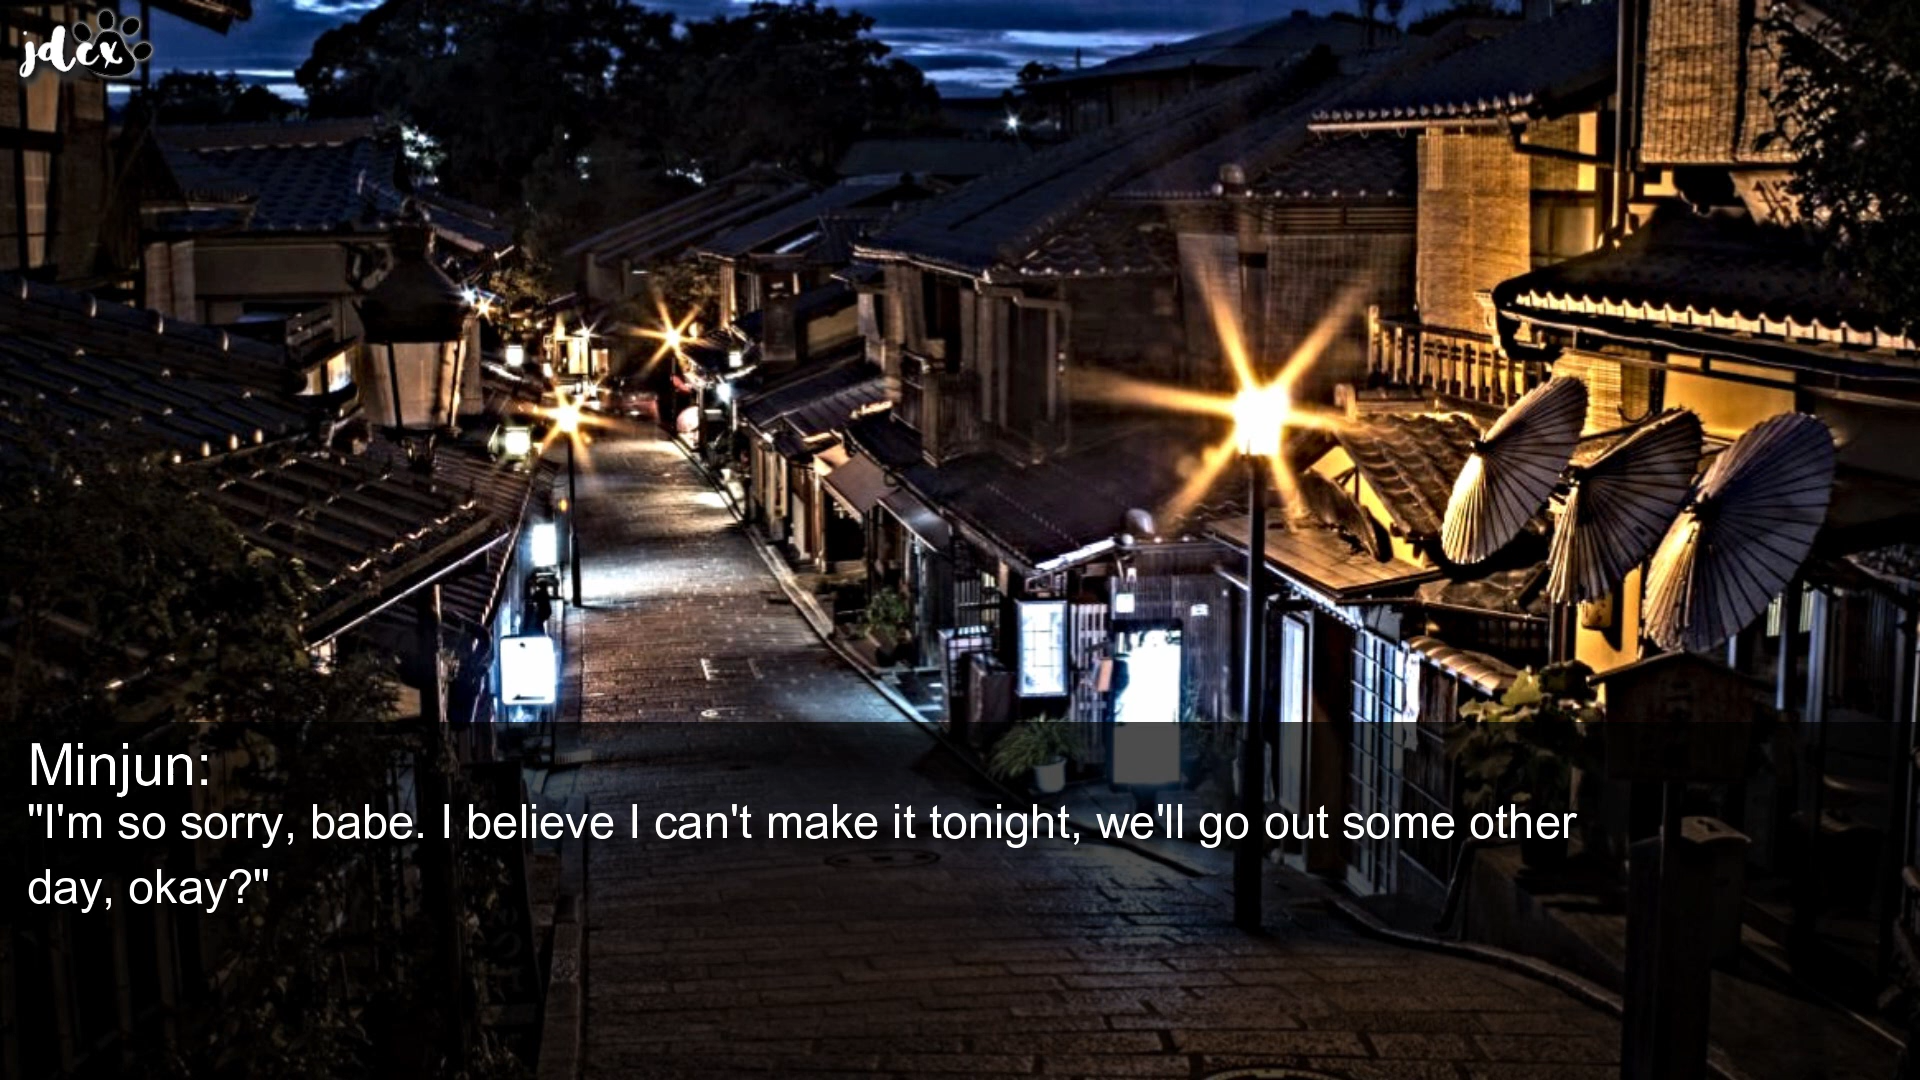 jdcx
Minjun:
"I'm so sorry, babe. I believe I can't make it tonight, we'll go out some other
day, okay?"